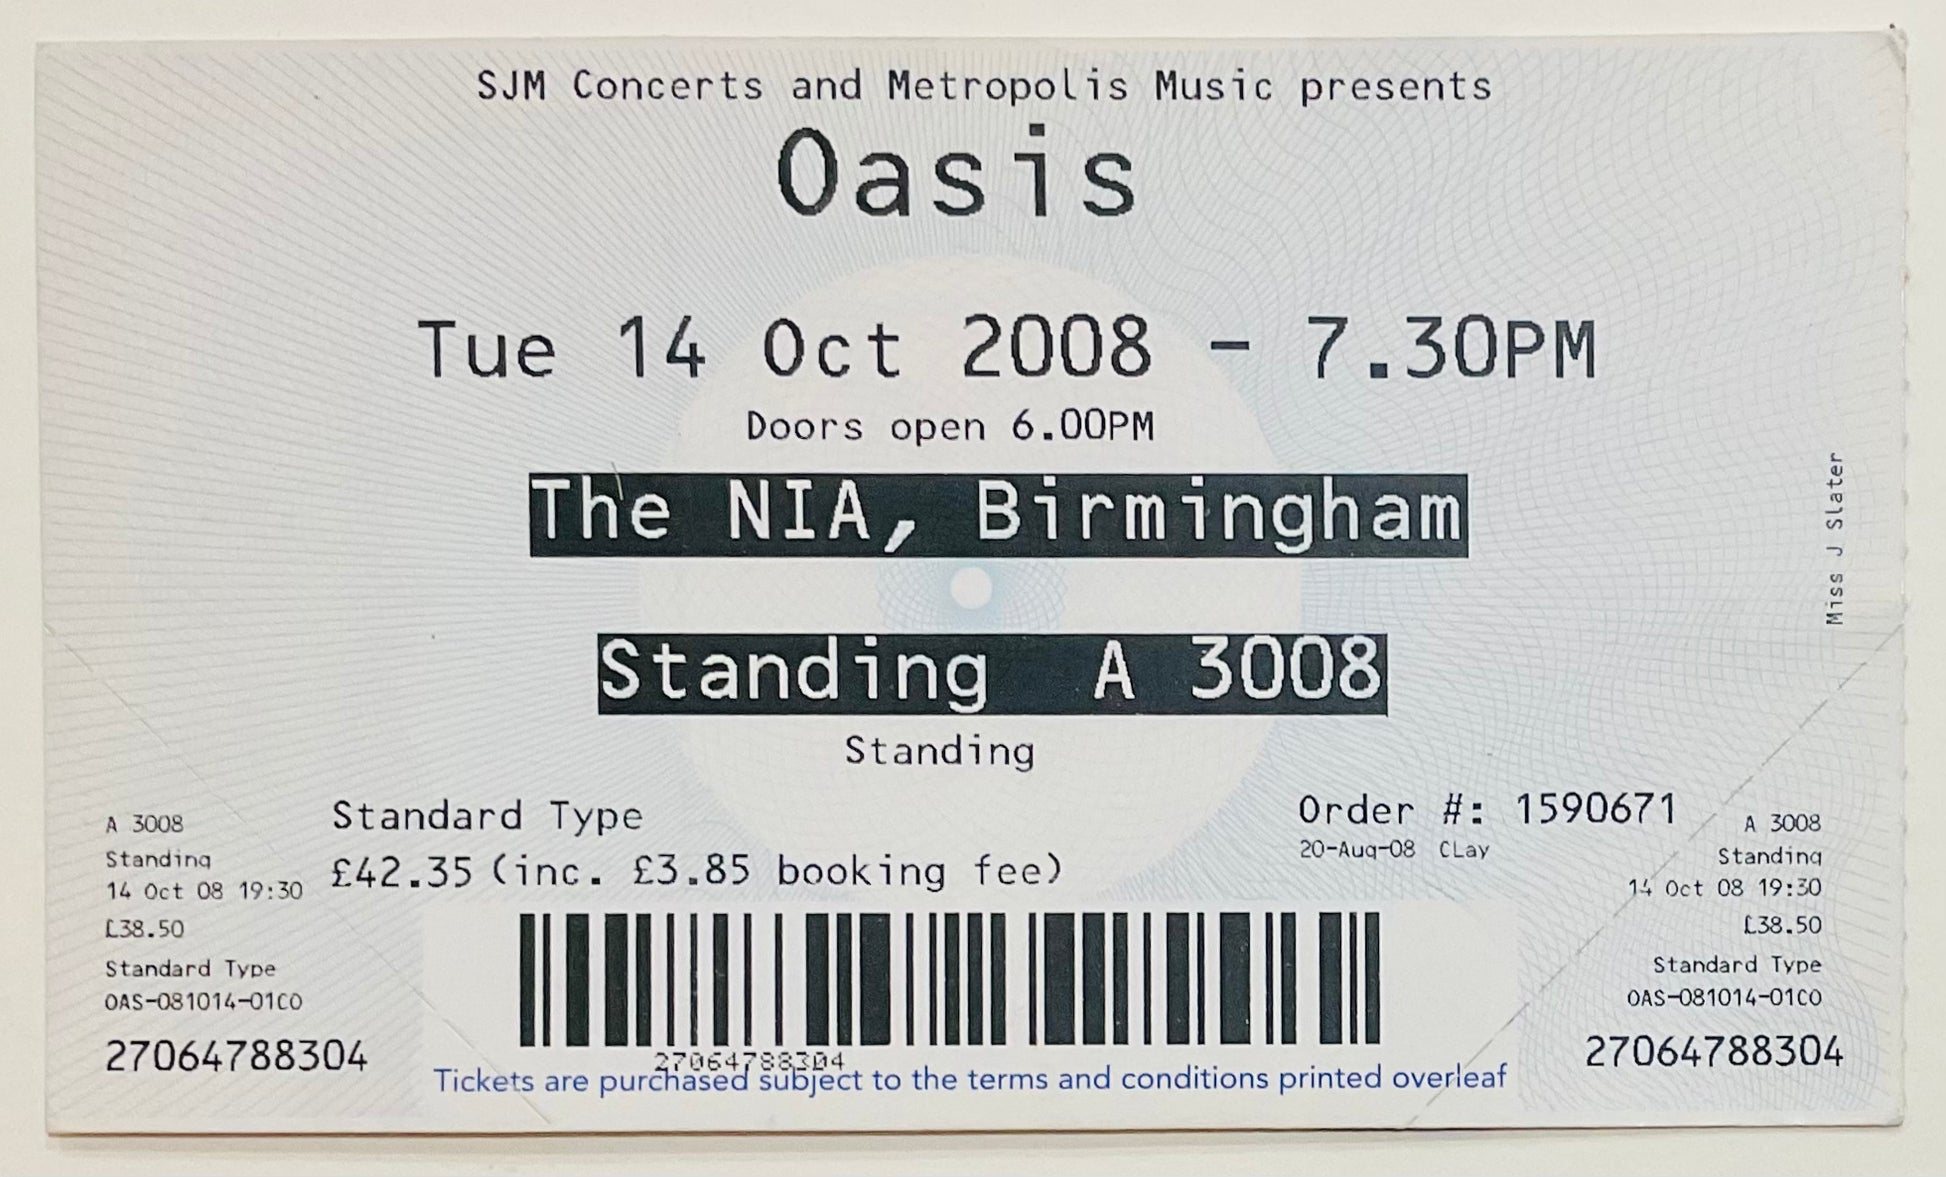 SJM Concerts and Metropolis Music presents
Oasis
Tue 14 Oct 2008 - 7.30PM
Doors open 6.00PM
The NIA, Birmingham
Standing A 3008
Standing
Miss J Slater
Standard Type
£42.35 (inc. £3.85 booking fee)
Order #: 1590671
20-Aug-08 CLay
A 3008
Standing
14 Oct 08 19:30
£38.50
Standard Type
OAS-081014-01CO
27064788304
27064788304
Tickets are purchased subject to the terms and conditions printed overleaf
A 3008
Standing
14 Oct 08 19:30
£38.50
Standard Type
OAS-081014-01CO
27064788304